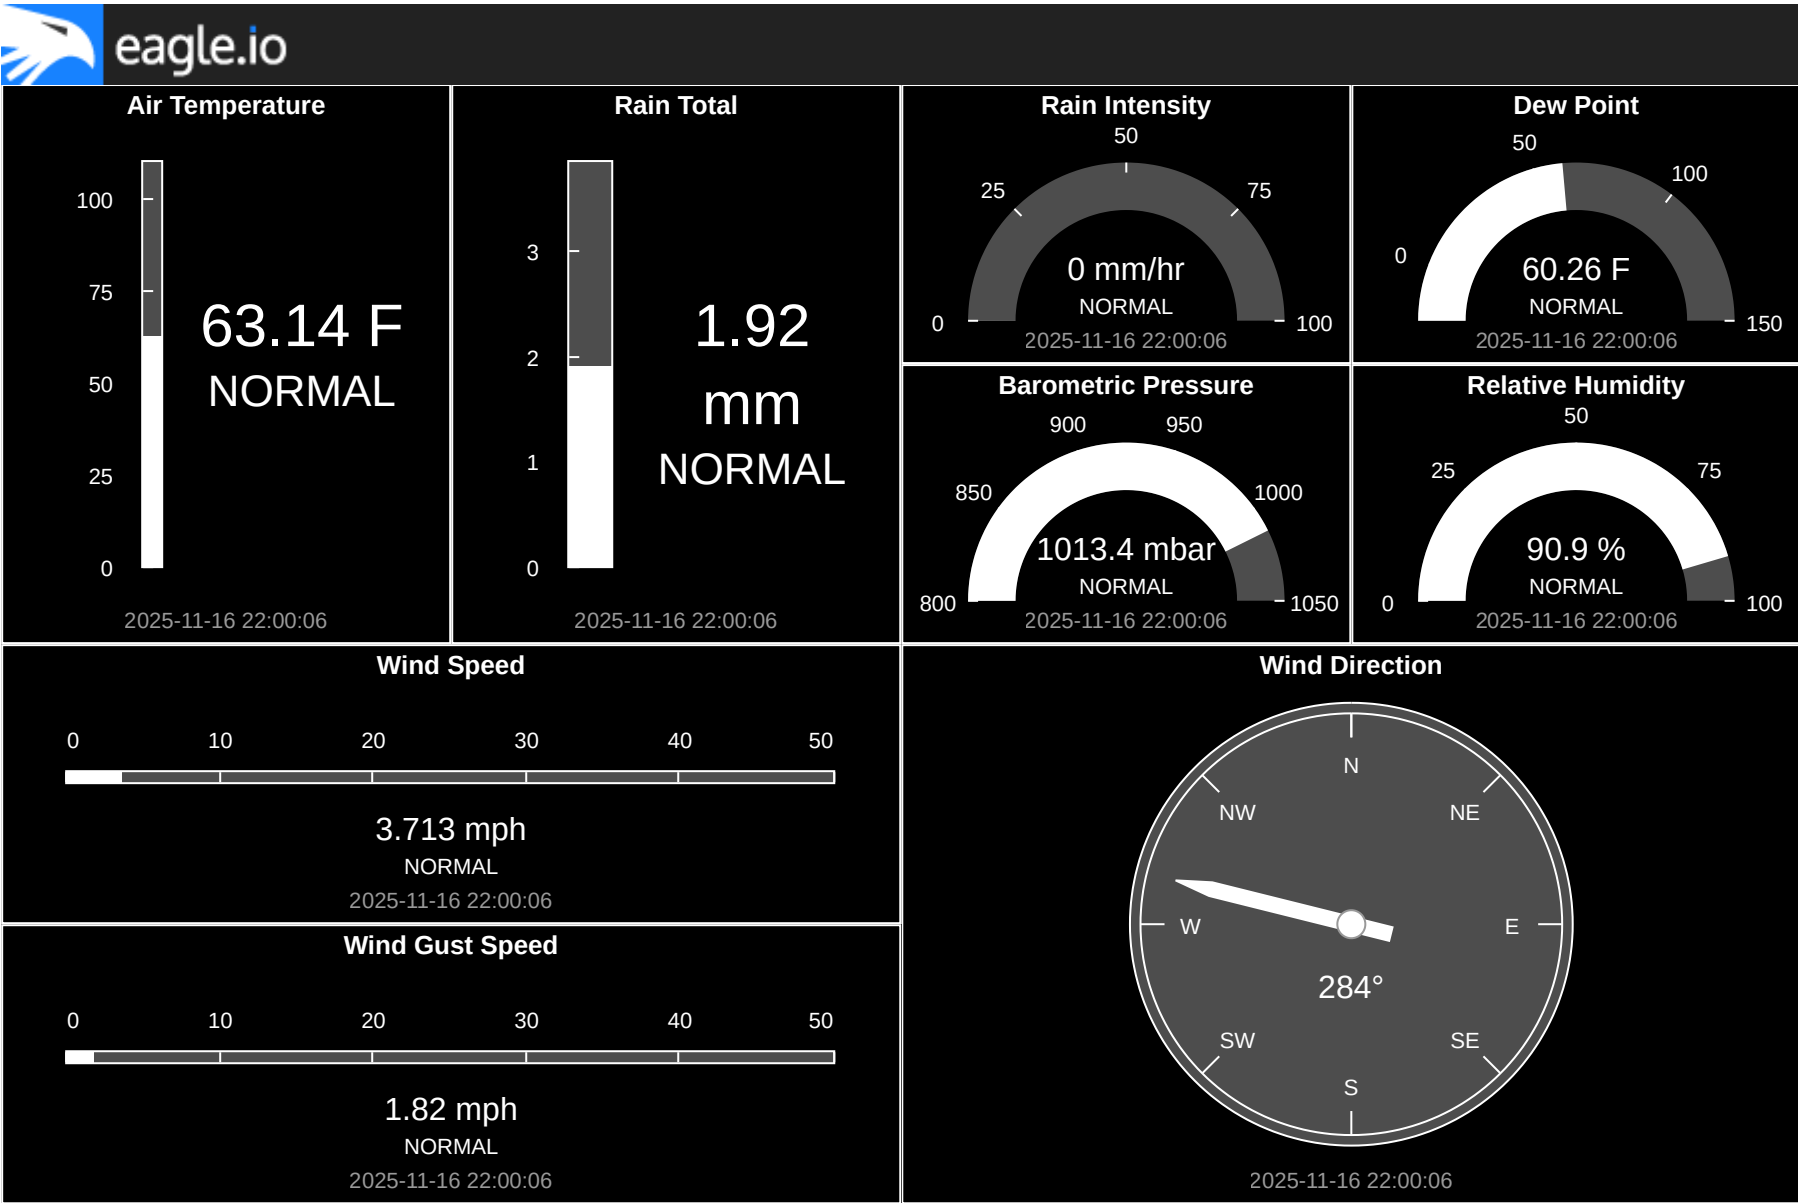 eagle.io
Air Temperature
100
75
50
25
0
63.14 F
NORMAL
2025-11-16 22:00:06
Rain Total
3
2
1
0
1.92
mm
NORMAL
2025-11-16 22:00:06
Rain Intensity
0
25
50
75
100
0 mm/hr
NORMAL
2025-11-16 22:00:06
Dew Point
0
50
100
150
60.26 F
NORMAL
2025-11-16 22:00:06
Barometric Pressure
800
850
900
950
1000
1050
1013.4 mbar
NORMAL
2025-11-16 22:00:06
Relative Humidity
0
25
50
75
100
90.9 %
NORMAL
2025-11-16 22:00:06
Wind Speed
0 10 20 30 40 50
3.713 mph
NORMAL
2025-11-16 22:00:06
Wind Gust Speed
0 10 20 30 40 50
1.82 mph
NORMAL
2025-11-16 22:00:06
Wind Direction
N
NW NE
W E
284°
SW SE
S
2025-11-16 22:00:06